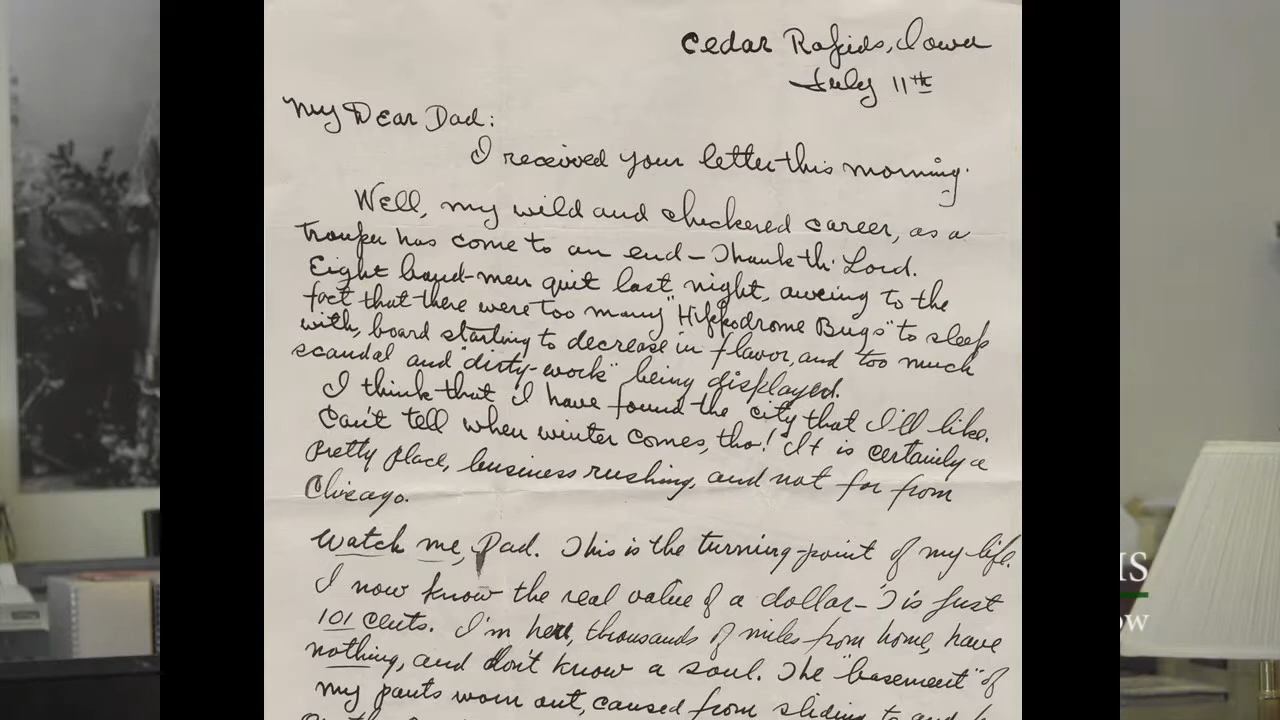 Cedar Rapids, Iowa
July 11th
My Dear Dad:
I received your letter this morning.
Well, my wild and checkered career, as a
trouper has come to an end – Thank th' Lord.
Eight band-men quit last night, oweing to the
fact that there were too many "Hippodrome Bugs" to sleep
with, board starting to decrease in flavor, and too much
scandal and "dirty-work" being displayed.
I think that I have found the city that I'll like.
Can't tell when winter comes, tho! It is certainly a
pretty place, business rushing, and not far from
Chicago.
Watch me, Dad. This is the turning-point of my life.
I now know the real value of a dollar – is just
101 cents. I'm here, thousands of miles from home, have
nothing, and don't know a soul. The "basement" of
my pants worn out, caused from sliding to and
IS
OW